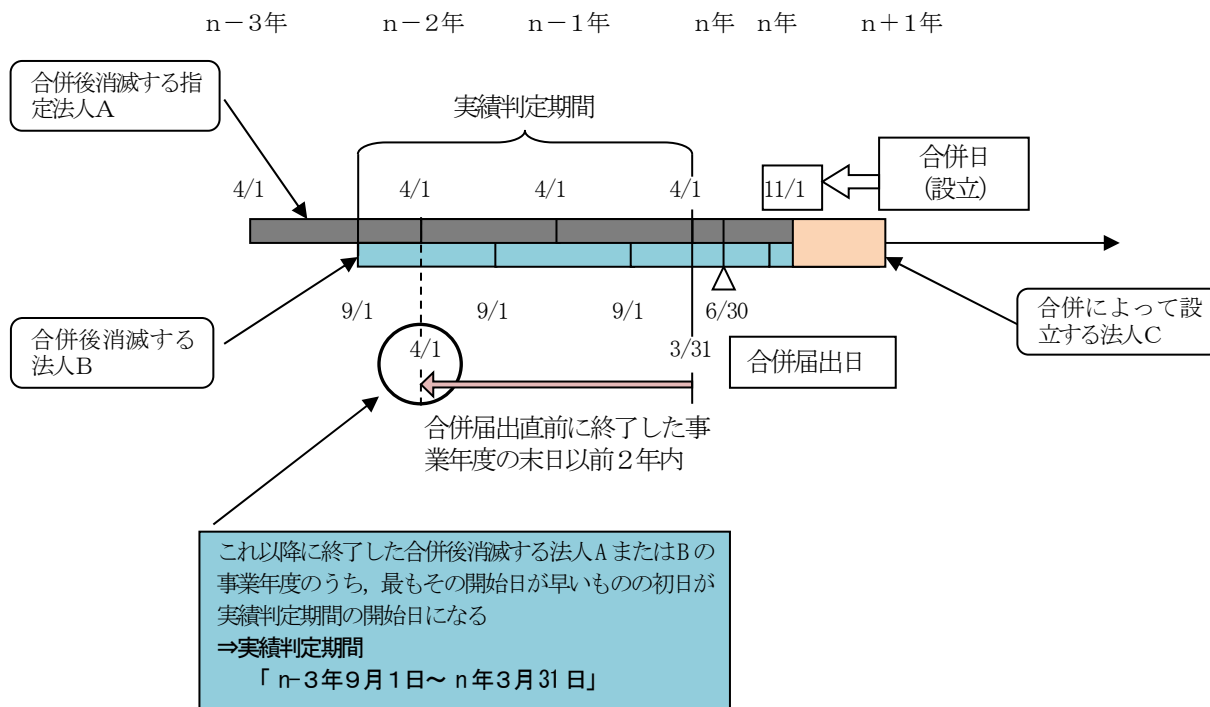 n－3年
n－2年
n－1年
n年
n年
n＋1年
合併後消滅する指
定法人A
実績判定期間
合併日
(設立)
4/1
4/1
4/1
4/1
11/1
9/1
9/1
9/1
6/30
合併後消滅する
法人B
合併によって設
立する法人C
4/1
3/31
合併届出日
合併届出直前に終了した事
業年度の末日以前２年内
これ以降に終了した合併後消滅する法人AまたはBの
事業年度のうち，最もその開始日が早いものの初日が
実績判定期間の開始日になる
⇒実績判定期間
「 n-3年9月1日～ n年3月31日」